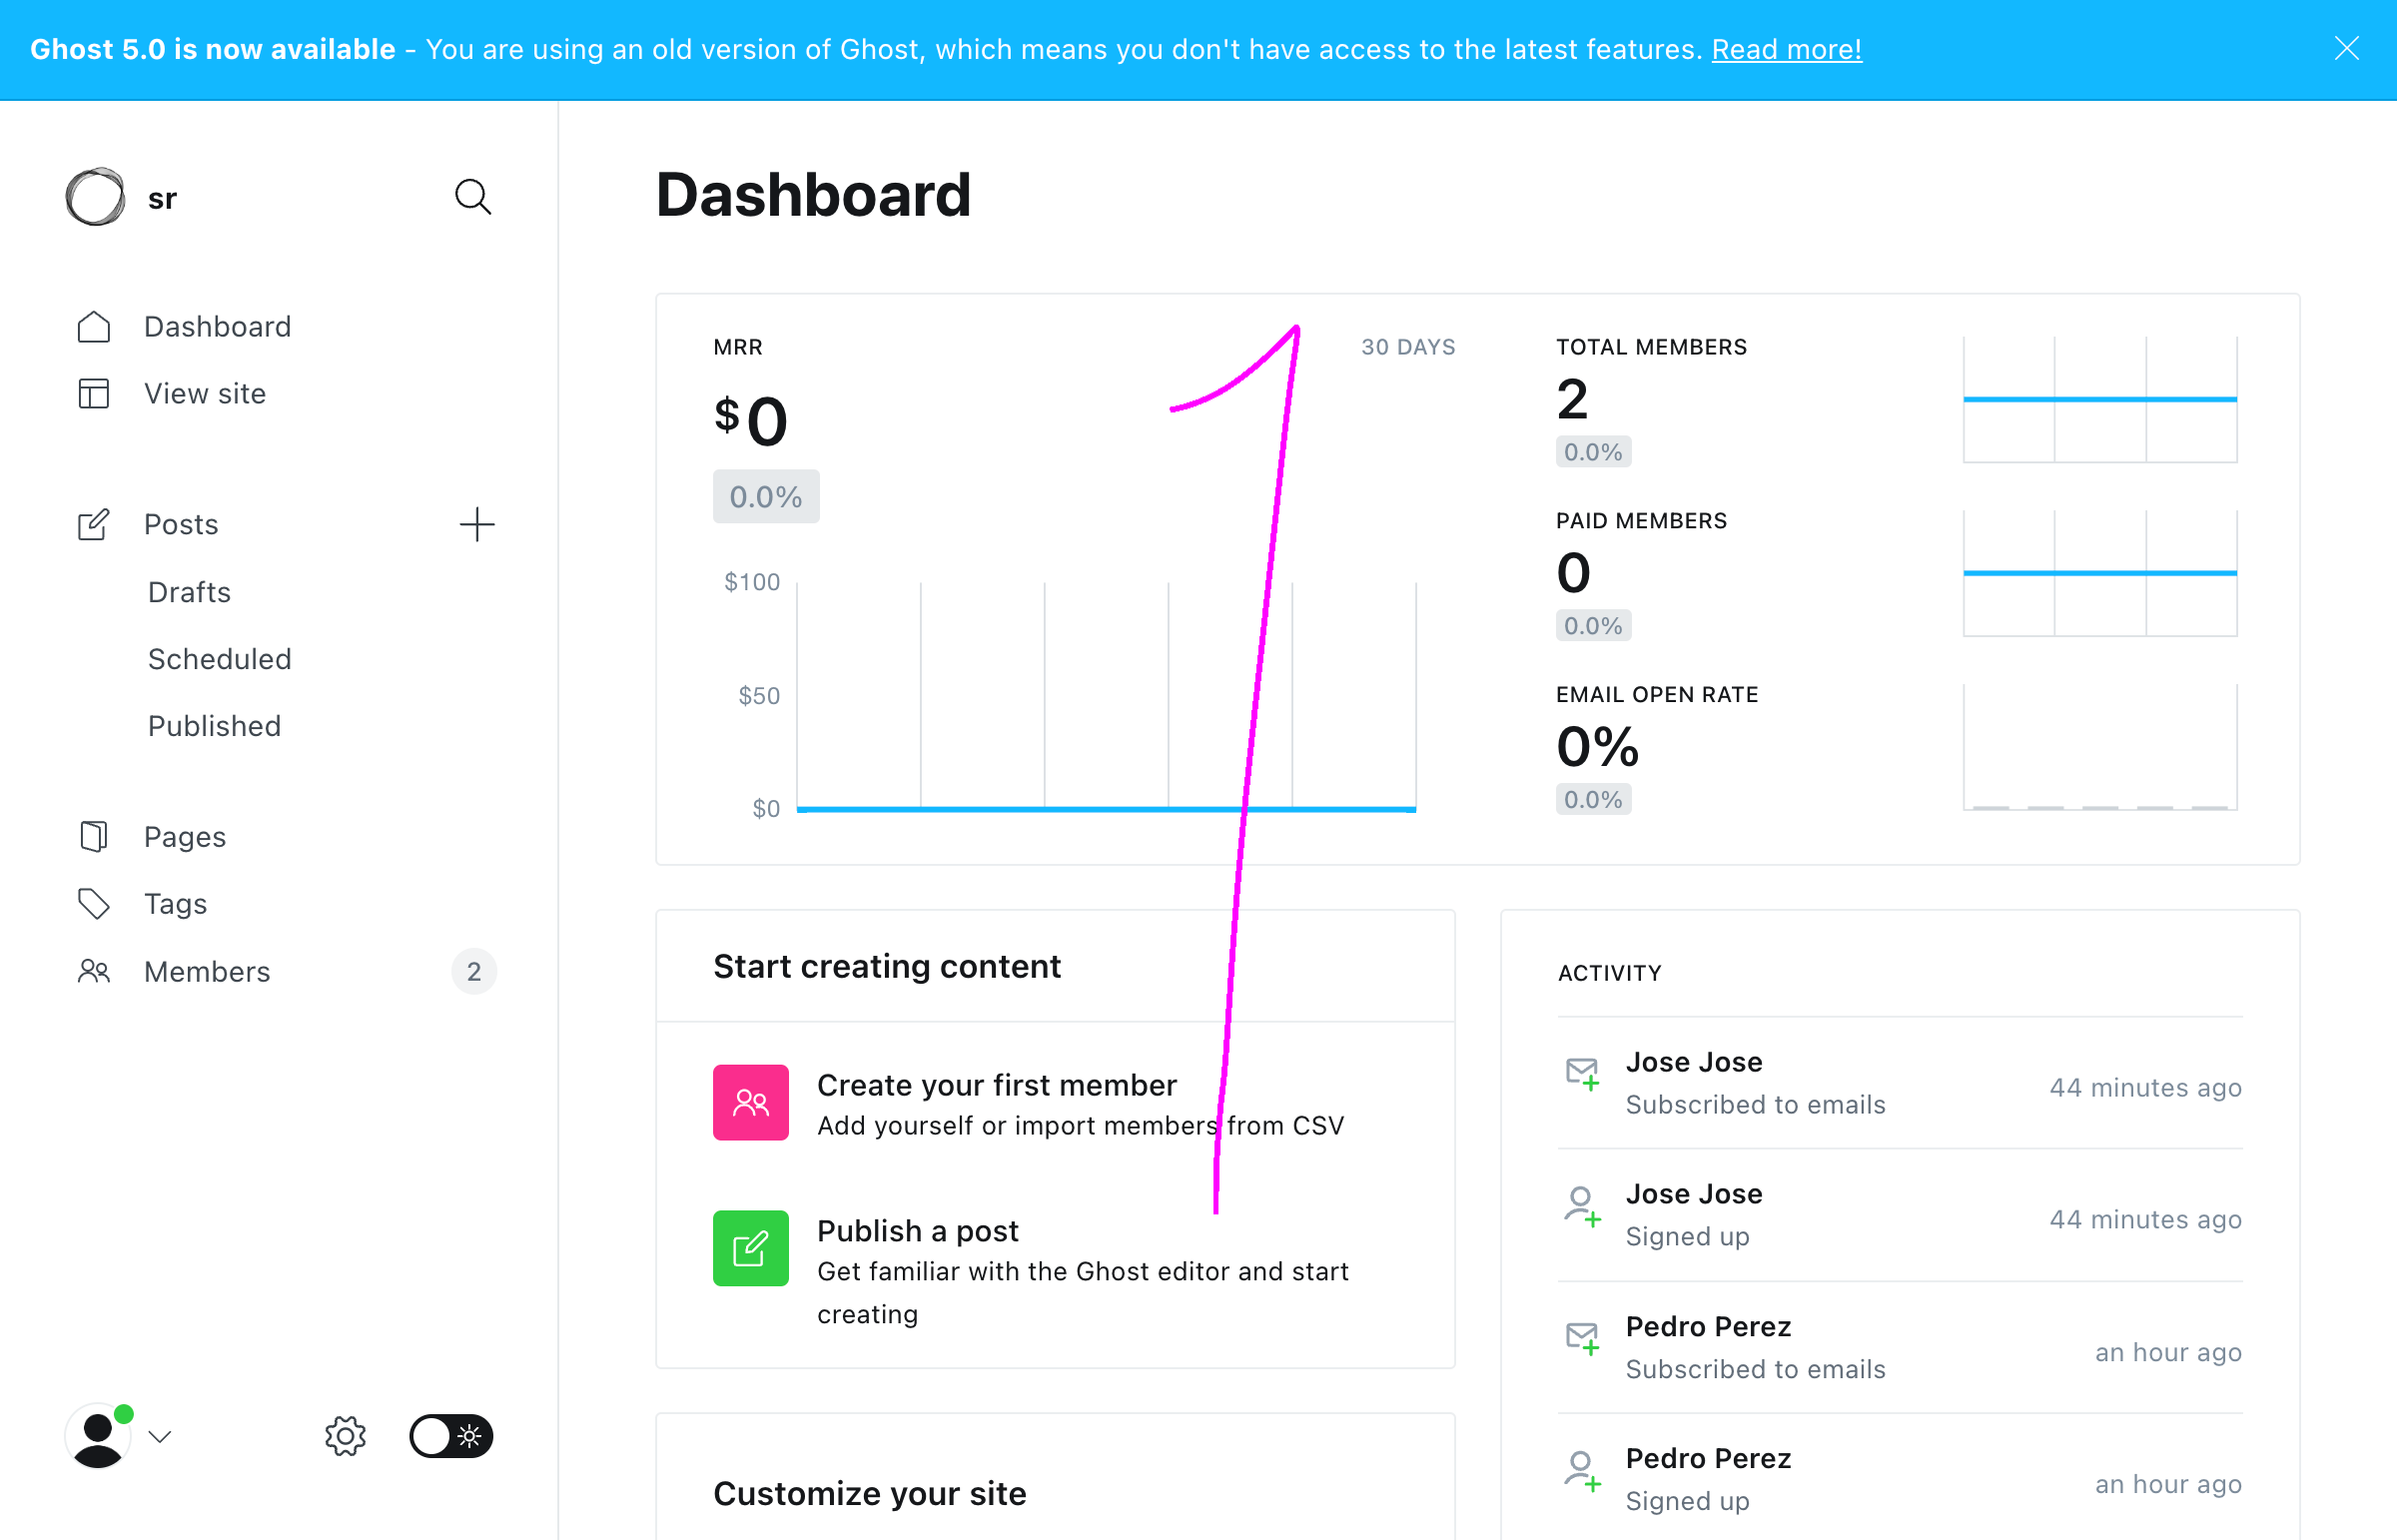 Ghost 5.0 is now available - You are using an old version of Ghost, which means you don't have access to the latest features. Read more!
sr
Dashboard
View site
Posts
Drafts
Scheduled
Published
Pages
Tags
Members 2
Dashboard
MRR 30 DAYS
$0
0.0%
$100
$50
$0
1
TOTAL MEMBERS
2
0.0%
PAID MEMBERS
0
0.0%
EMAIL OPEN RATE
0%
0.0%
Start creating content
Create your first member
Add yourself or import members from CSV
Publish a post
Get familiar with the Ghost editor and start
creating
Customize your site
ACTIVITY
Jose Jose
Subscribed to emails
44 minutes ago
Jose Jose
Signed up
44 minutes ago
Pedro Perez
Subscribed to emails
an hour ago
Pedro Perez
Signed up
an hour ago